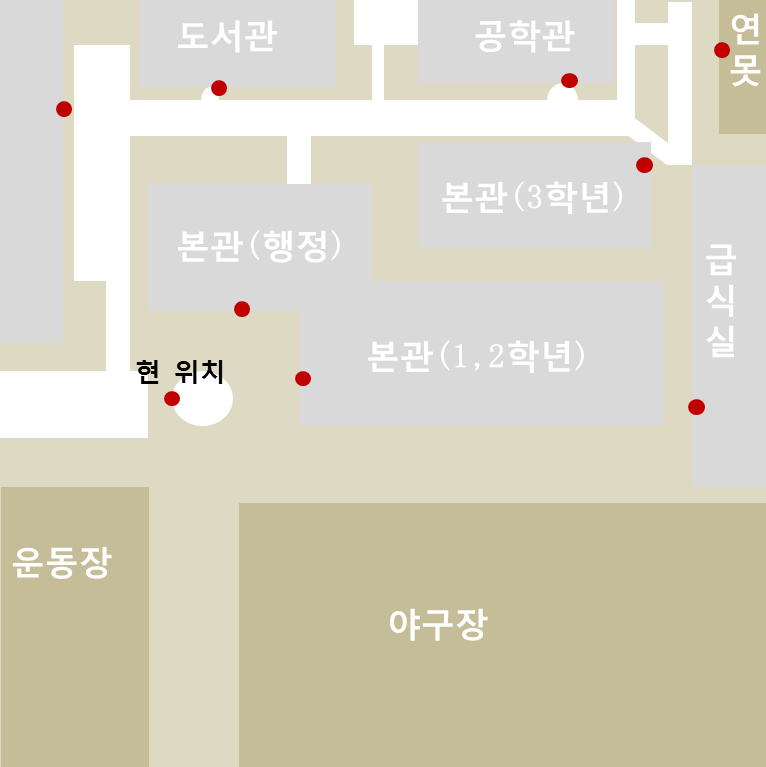 도서관
공학관
연
못
본관(3학년)
본관(행정)
급
식
실
본관(1,2학년)
현 위치
운동장
야구장